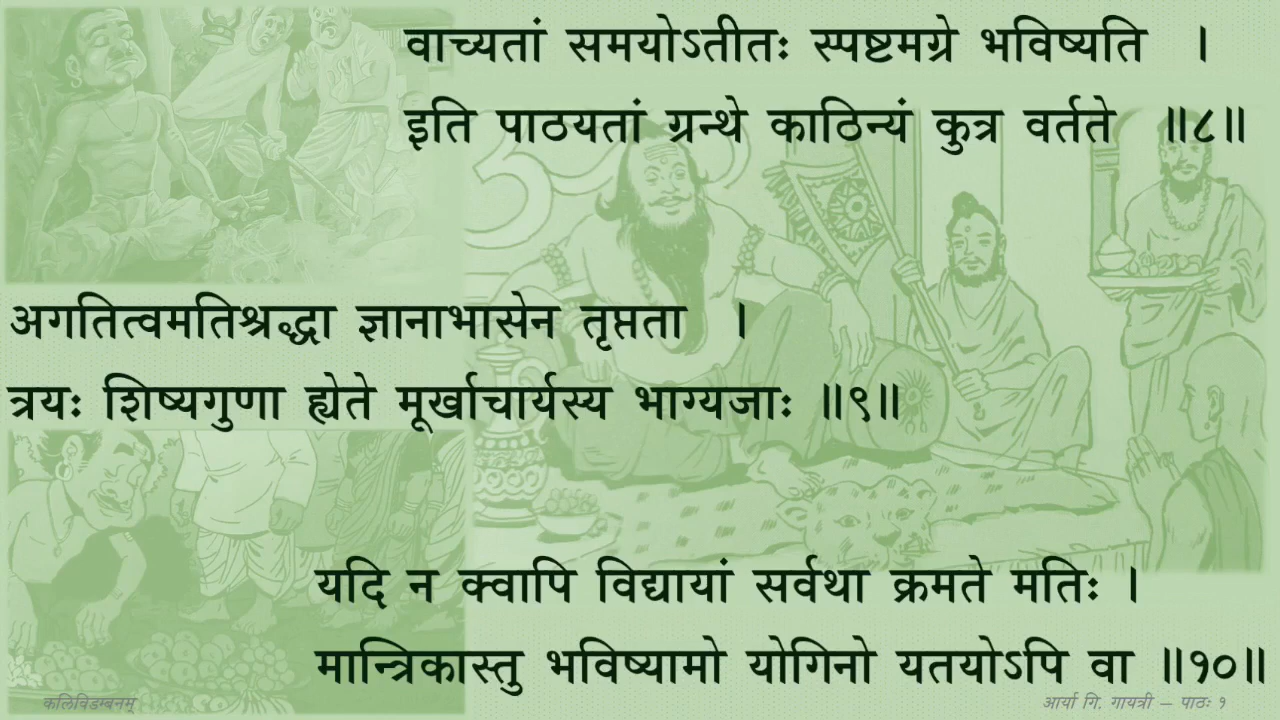 वाच्यतां समयोऽतीतः स्पष्टमग्रे भविष्यति ।
इति पाठयतां ग्रन्थे काठिन्यं कुत्र वर्तते ॥८॥
अगतित्वमतिश्रद्धा ज्ञानाभासेन तृप्तता ।
त्रयः शिष्यगुणा ह्येते मूर्खाचार्यस्य भाग्यजाः ॥९॥
यदि न क्वापि विद्यायां सर्वथा क्रमते मतिः ।
मान्त्रिकास्तु भविष्यामो योगिनो यतयोऽपि वा ॥१०॥
कलिविडम्बनम्
आर्या गि. गायत्री – पाठः १